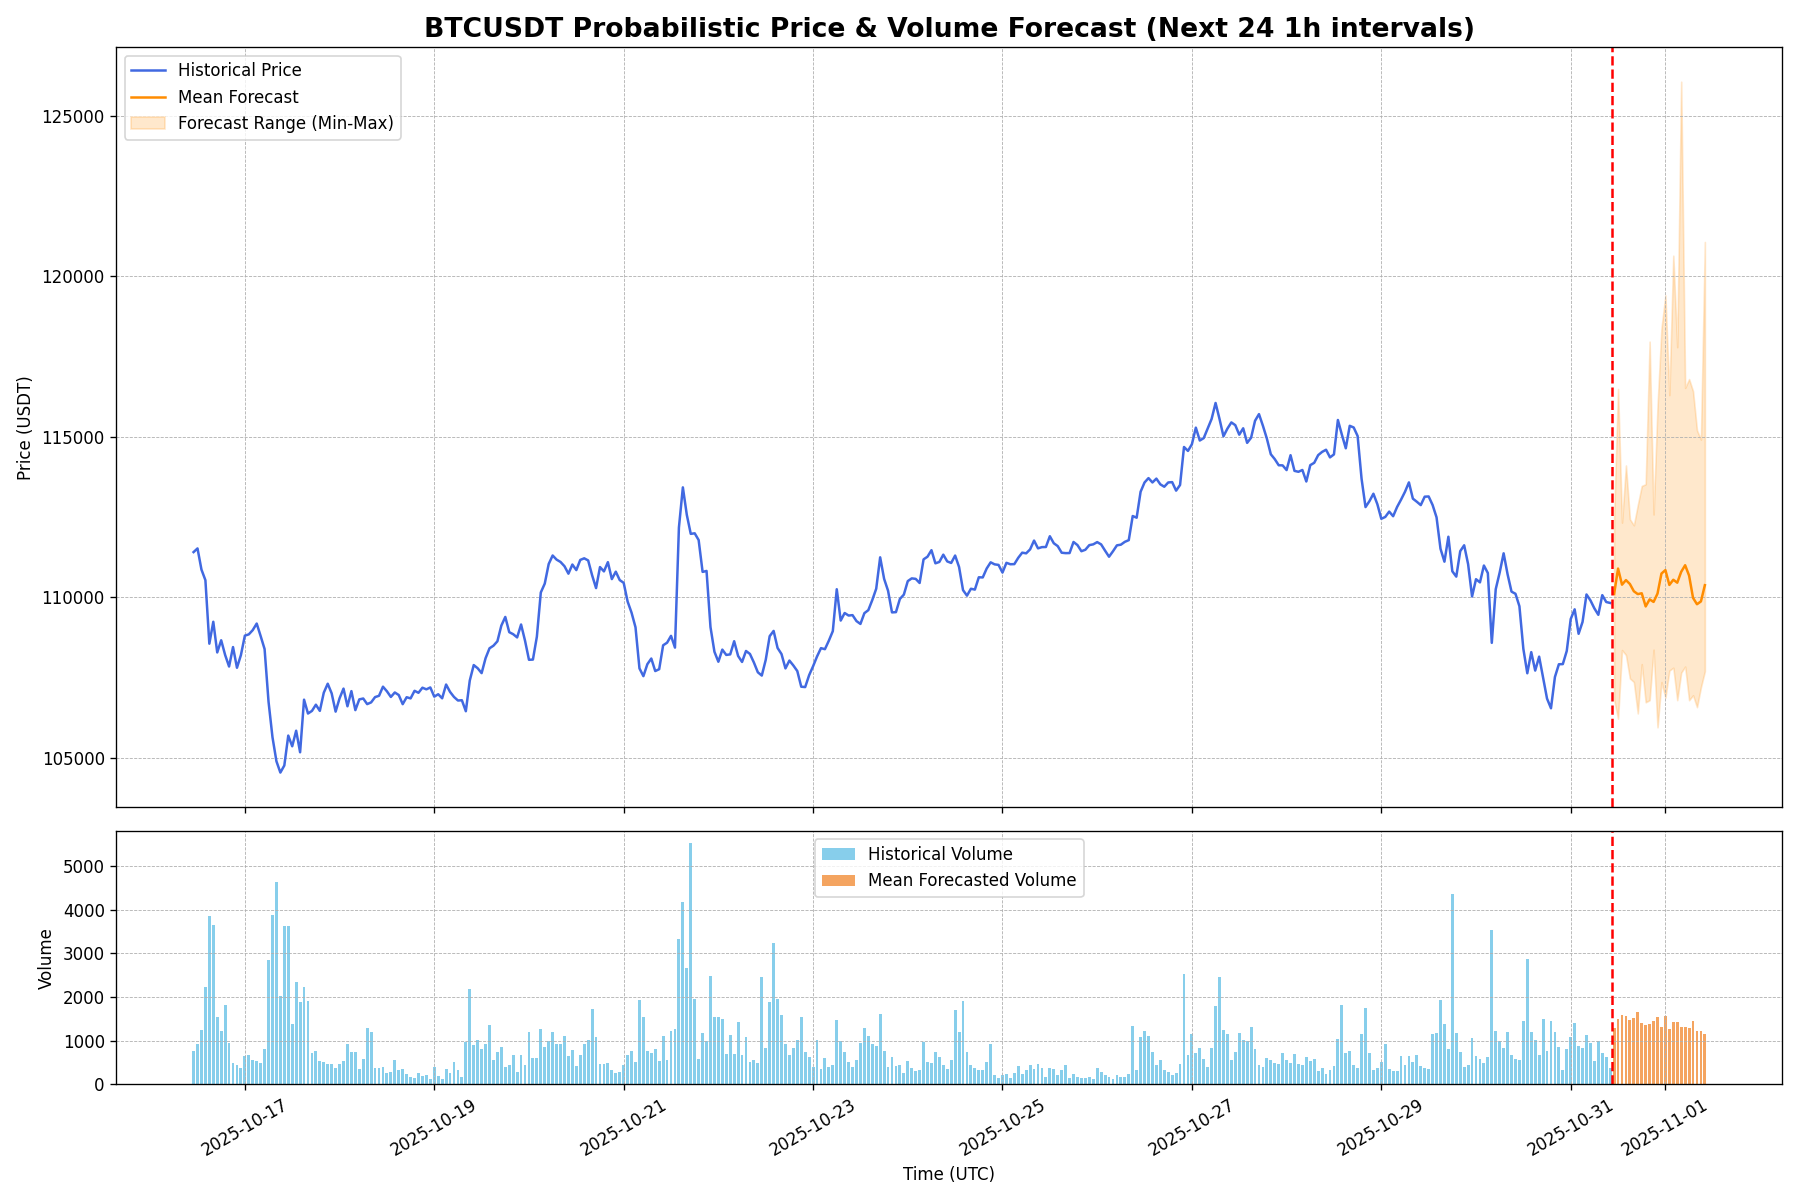 BTCUSDT Probabilistic Price & Volume Forecast (Next 24 1h intervals)
Historical Price
Mean Forecast
Forecast Range (Min-Max)
125000
120000
115000
110000
105000
Price (USDT)
Historical Volume
Mean Forecasted Volume
5000
4000
3000
2000
1000
0
Volume
2025-10-17
2025-10-19
2025-10-21
2025-10-23
2025-10-25
2025-10-27
2025-10-29
2025-10-31
2025-11-01
Time (UTC)